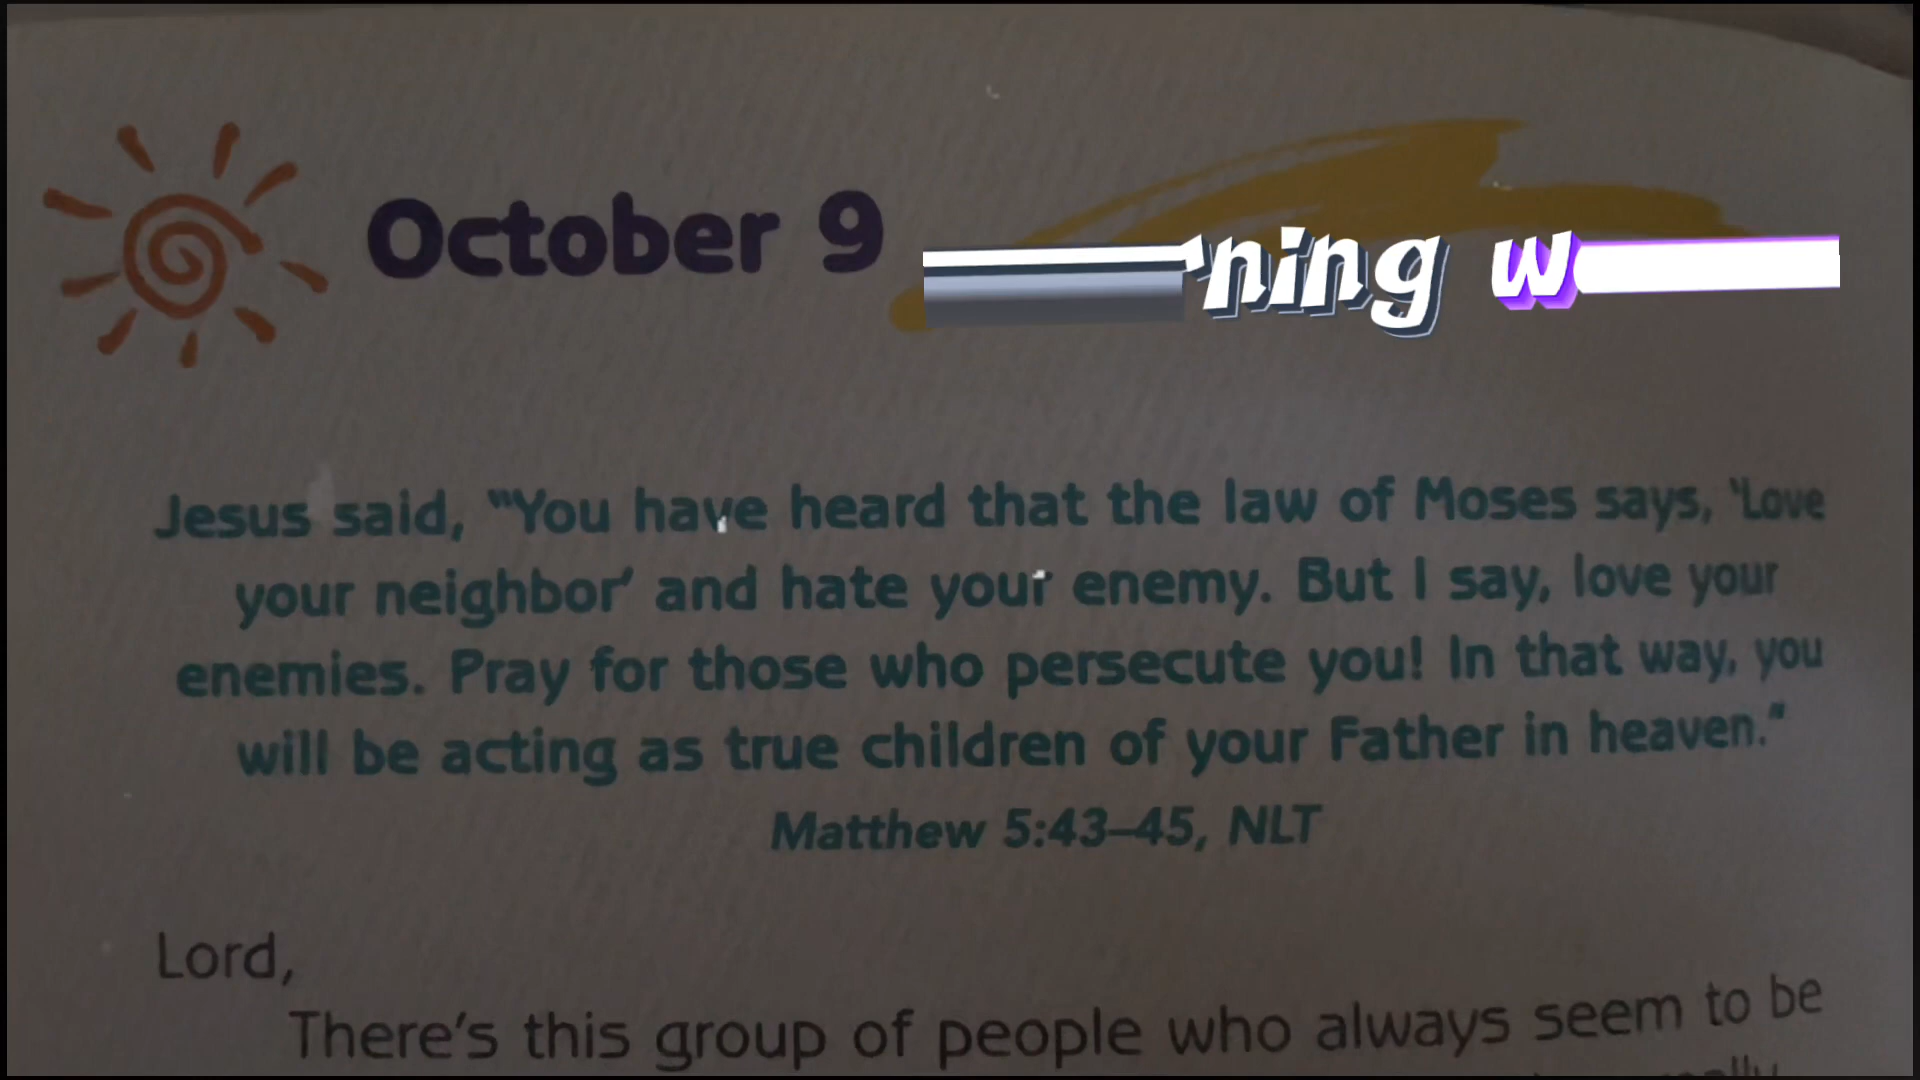 October 9
Jesus said, "You have heard that the law of Moses says, 'Love
your neighbor' and hate your enemy. But I say, love your
enemies. Pray for those who persecute you! In that way, you
will be acting as true children of your Father in heaven."
Matthew 5:43–45, NLT
Lord,
There's this group of people who always seem to be